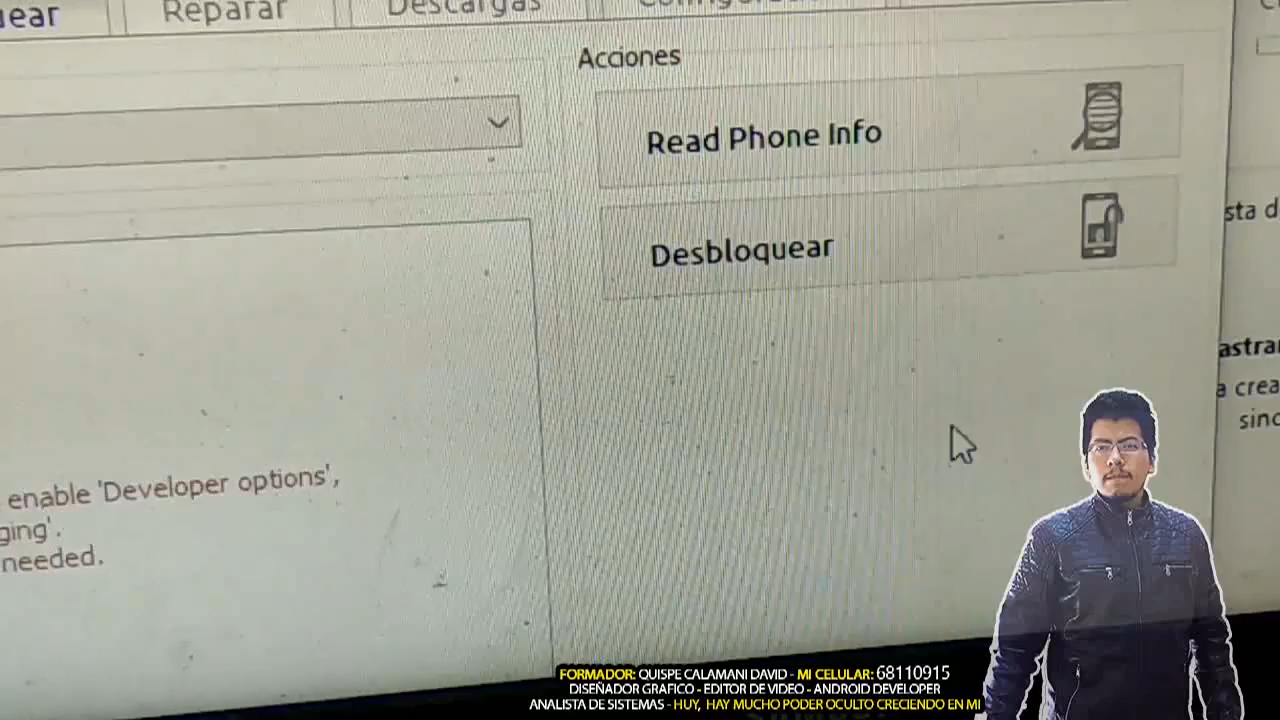 Reparar
Descargas
Acciones
Read Phone Info
Desbloquear
sta d
a crea
sinc
enable 'Developer options',
ging'.
needed.
FORMADOR: QUISPE CALAMANI DAVID - MI CELULAR: 68110915
DISEÑADOR GRAFICO - EDITOR DE VIDEO - ANDROID DEVELOPER
ANALISTA DE SISTEMAS - HUY, HAY MUCHO PODER OCULTO CRECIENDO EN MI